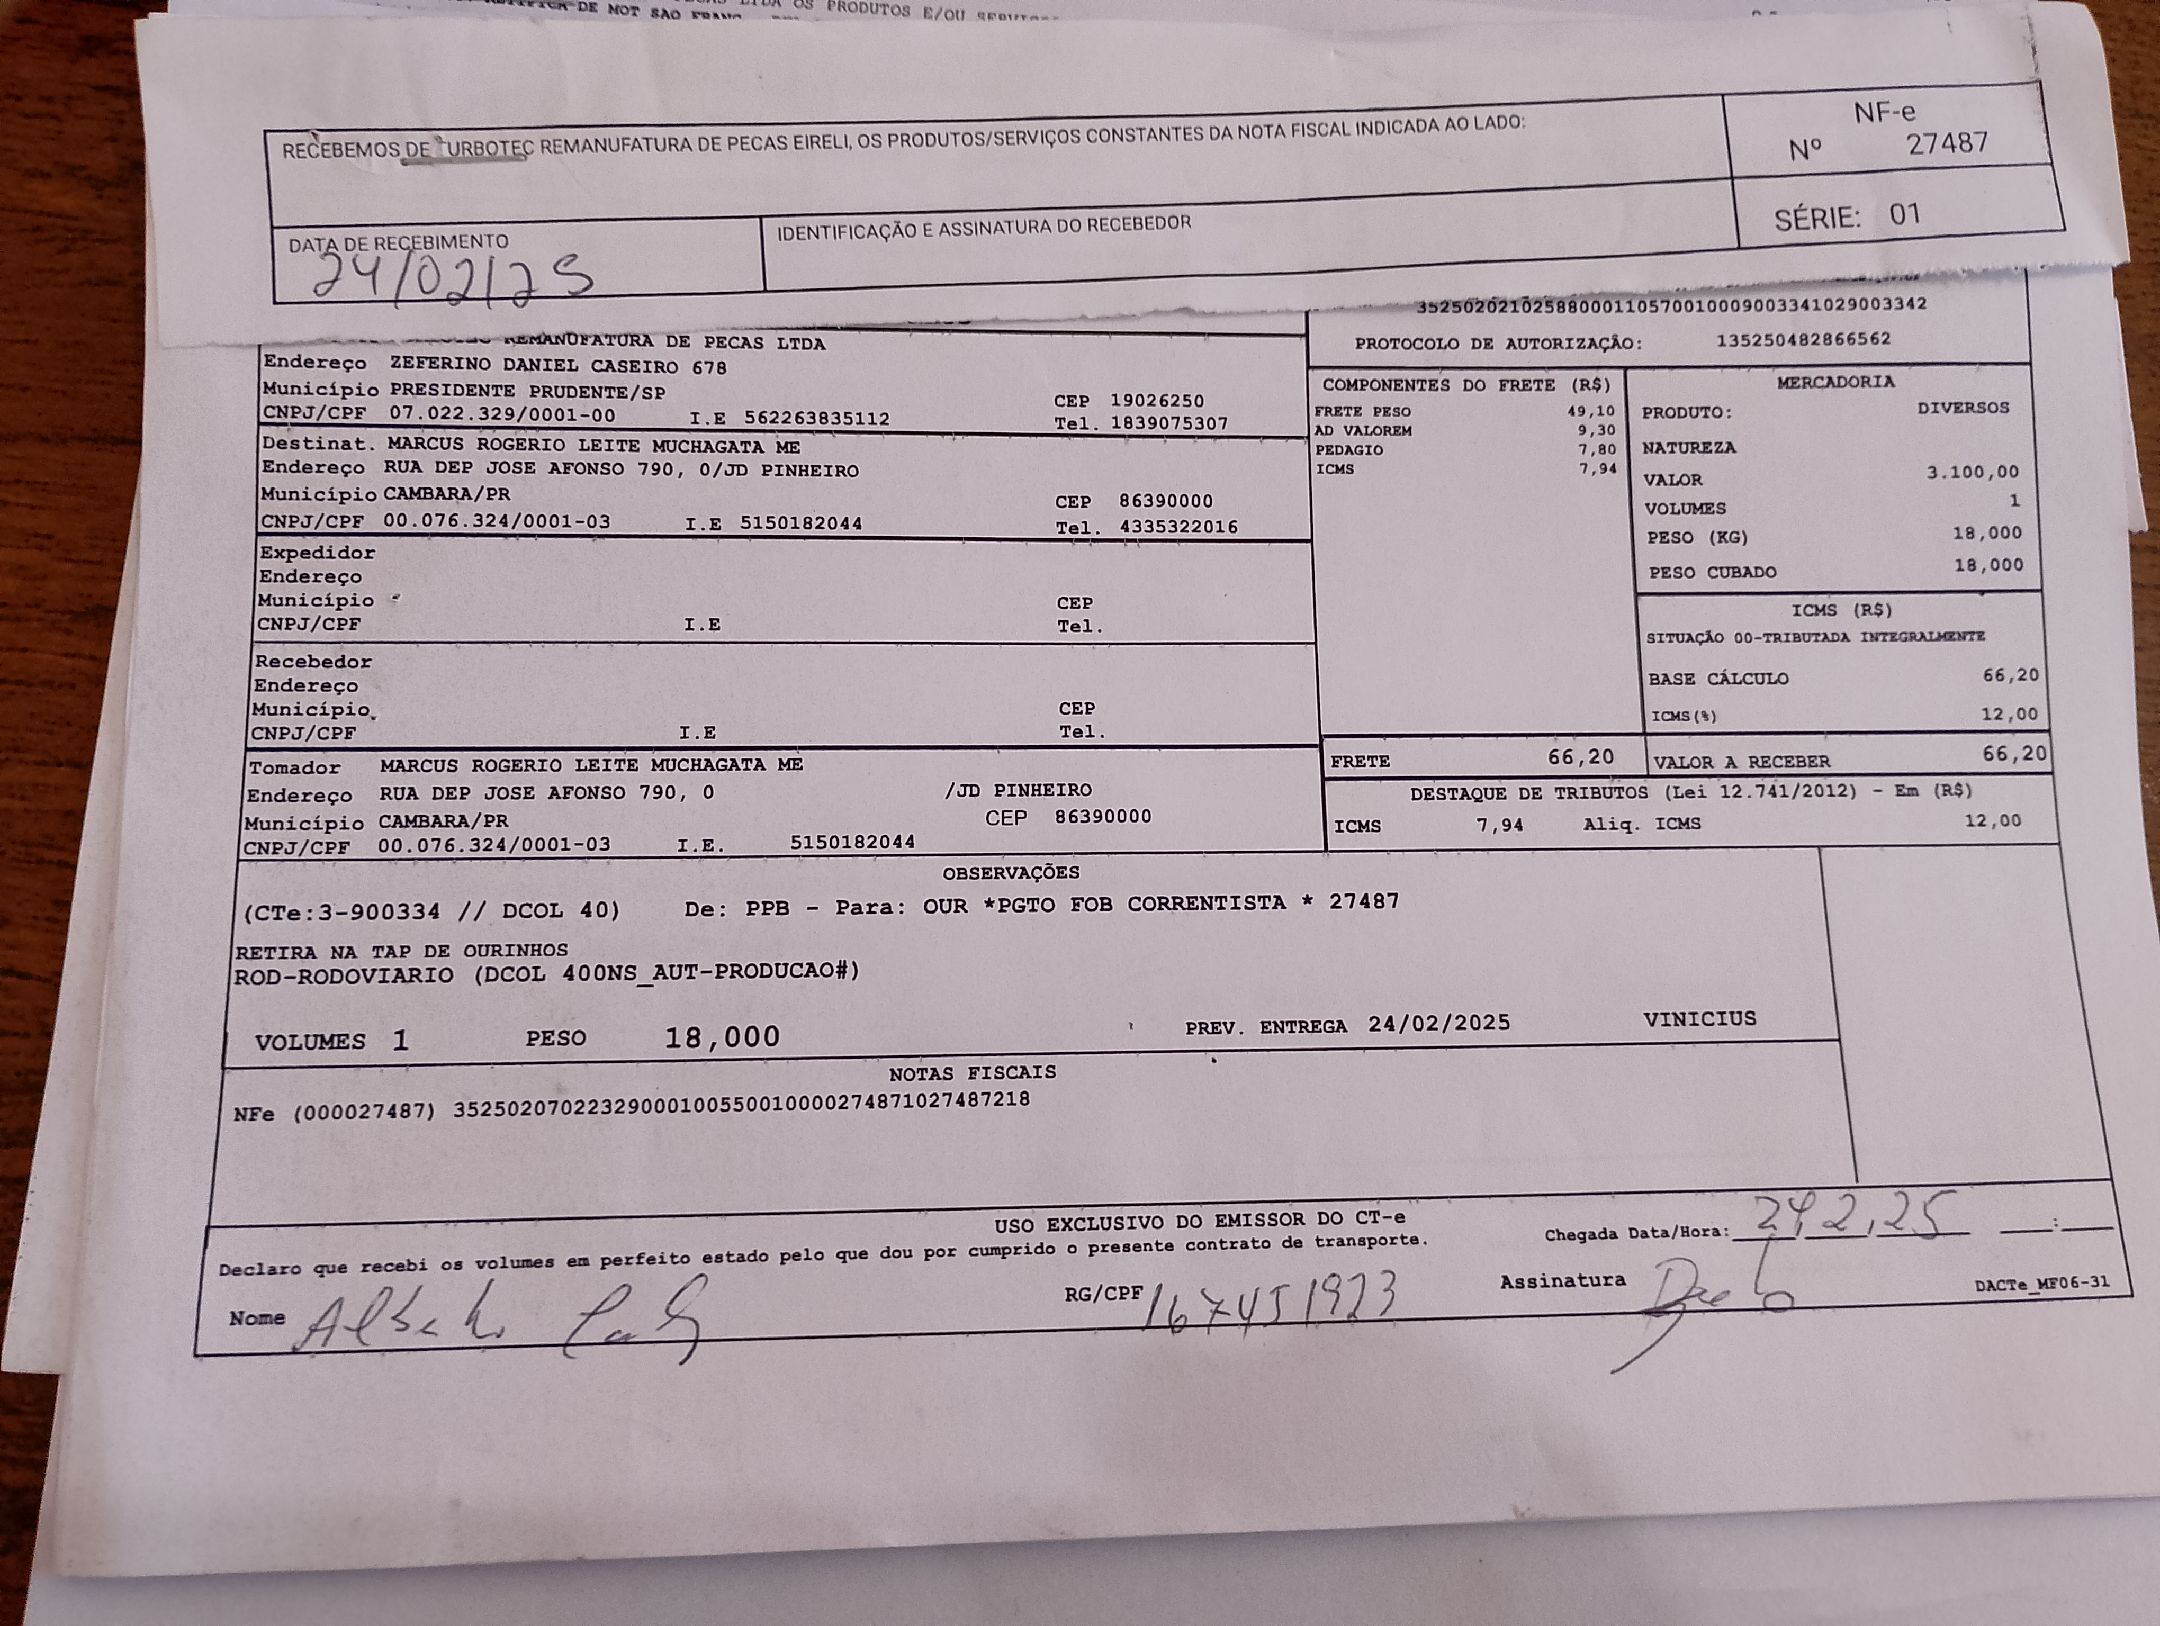 DE MOT SAO FRANC
LTDA OS PRODUTOS E/OU
RECEBEMOS DE TURBOTEC REMANUFATURA DE PECAS EIRELI, OS PRODUTOS/SERVIÇOS CONSTANTES DA NOTA FISCAL INDICADA AO LADO:
NF-e
Nº 27487
SÉRIE: 01
DATA DE RECEBIMENTO
24/02/25
IDENTIFICAÇÃO E ASSINATURA DO RECEBEDOR
35250202102588000110570010009003341029003342
PROTOCOLO DE AUTORIZAÇÃO: 135250482866562
REMANUFATURA DE PECAS LTDA
Endereço ZEFERINO DANIEL CASEIRO 678
Município PRESIDENTE PRUDENTE/SP CEP 19026250
CNPJ/CPF 07.022.329/0001-00 I.E 562263835112 Tel. 1839075307
Destinat. MARCUS ROGERIO LEITE MUCHAGATA ME
Endereço RUA DEP JOSE AFONSO 790, 0/JD PINHEIRO
Município CAMBARA/PR CEP 86390000
CNPJ/CPF 00.076.324/0001-03 I.E 5150182044 Tel. 4335322016
Expedidor
Endereço
Município CEP
CNPJ/CPF I.E Tel.
Recebedor
Endereço
Município CEP
CNPJ/CPF I.E Tel.
Tomador MARCUS ROGERIO LEITE MUCHAGATA ME
Endereço RUA DEP JOSE AFONSO 790, 0 /JD PINHEIRO
Município CAMBARA/PR CEP 86390000
CNPJ/CPF 00.076.324/0001-03 I.E. 5150182044
COMPONENTES DO FRETE (R$)
FRETE PESO 49,10
AD VALOREM 9,30
PEDAGIO 7,80
ICMS 7,94
MERCADORIA
PRODUTO: DIVERSOS
NATUREZA
VALOR 3.100,00
VOLUMES 1
PESO (KG) 18,000
PESO CUBADO 18,000
ICMS (R$)
SITUAÇÃO 00-TRIBUTADA INTEGRALMENTE
BASE CÁLCULO 66,20
ICMS(%) 12,00
FRETE 66,20 VALOR A RECEBER 66,20
DESTAQUE DE TRIBUTOS (Lei 12.741/2012) - Em (R$)
ICMS 7,94 Aliq. ICMS 12,00
OBSERVAÇÕES
(CTe:3-900334 // DCOL 40) De: PPB - Para: OUR *PGTO FOB CORRENTISTA * 27487
RETIRA NA TAP DE OURINHOS
ROD-RODOVIARIO (DCOL 400NS_AUT-PRODUCAO#)
VOLUMES 1 PESO 18,000 PREV. ENTREGA 24/02/2025 VINICIUS
NOTAS FISCAIS
NFe (000027487) 35250207022329000100550010000274871027487218
USO EXCLUSIVO DO EMISSOR DO CT-e
Declaro que recebi os volumes em perfeito estado pelo que dou por cumprido o presente contrato de transporte.
Chegada Data/Hora: 24,2,25 :
Nome RG/CPF 167451973 Assinatura
DACTe_MF06-31